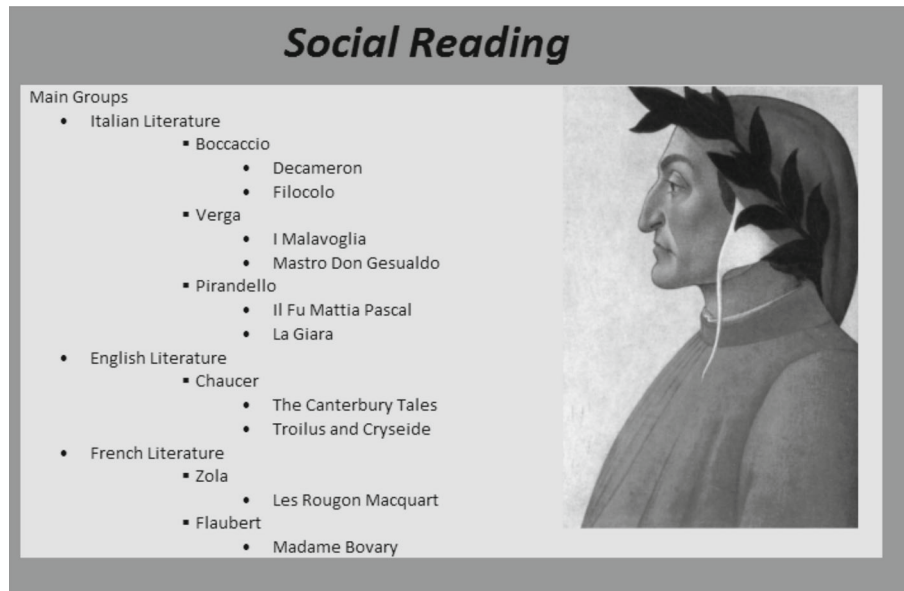 Social Reading
Main Groups
• Italian Literature
▪ Boccaccio
• Decameron
• Filocolo
▪ Verga
• I Malavoglia
• Mastro Don Gesualdo
▪ Pirandello
• Il Fu Mattia Pascal
• La Giara
• English Literature
▪ Chaucer
• The Canterbury Tales
• Troilus and Cryseide
• French Literature
▪ Zola
• Les Rougon Macquart
▪ Flaubert
• Madame Bovary